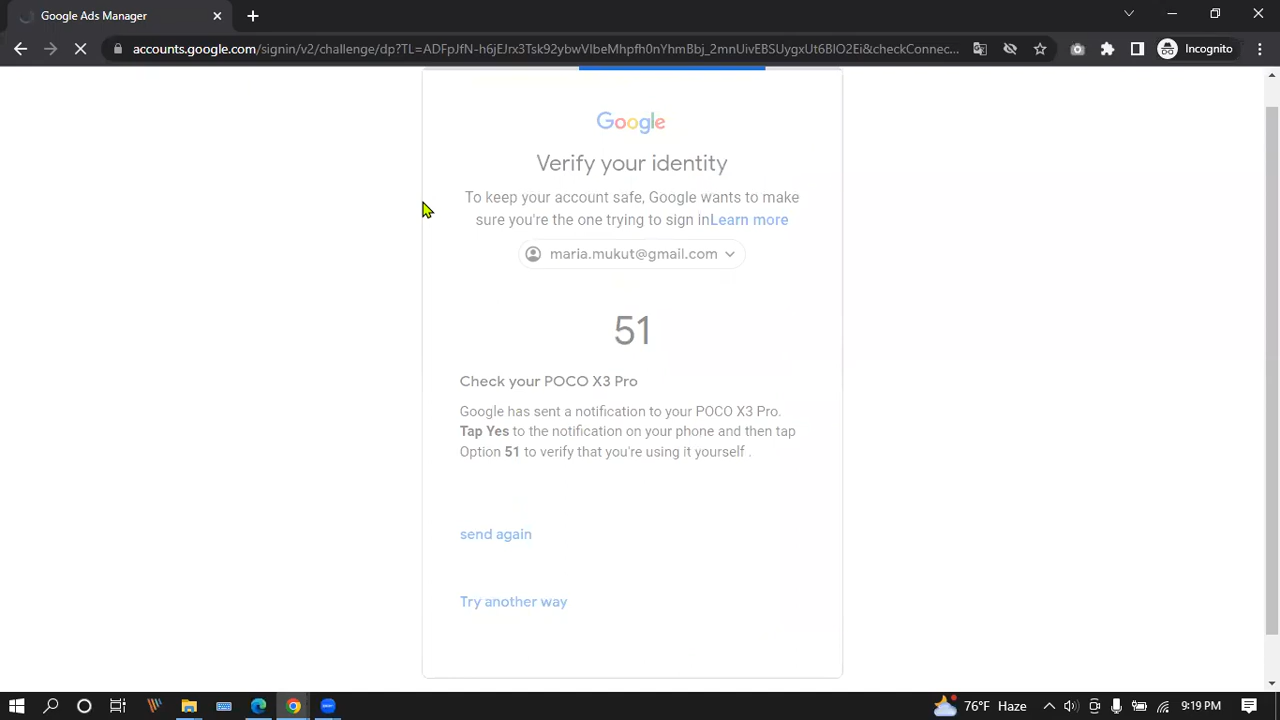 Google Ads Manager
accounts.google.com/signin/v2/challenge/dp?TL=ADFpJfN-h6jEJrx3Tsk92ybwVIbeMhpfh0nYhmBbj_2mnUivEBSUygxUt6BlO2Ei&checkConnec...
Incognito
Google
Verify your identity
To keep your account safe, Google wants to make
sure you're the one trying to sign inLearn more
maria.mukut@gmail.com
51
Check your POCO X3 Pro
Google has sent a notification to your POCO X3 Pro.
Tap Yes to the notification on your phone and then tap
Option 51 to verify that you're using it yourself .
send again
Try another way
76°F Haze
9:19 PM